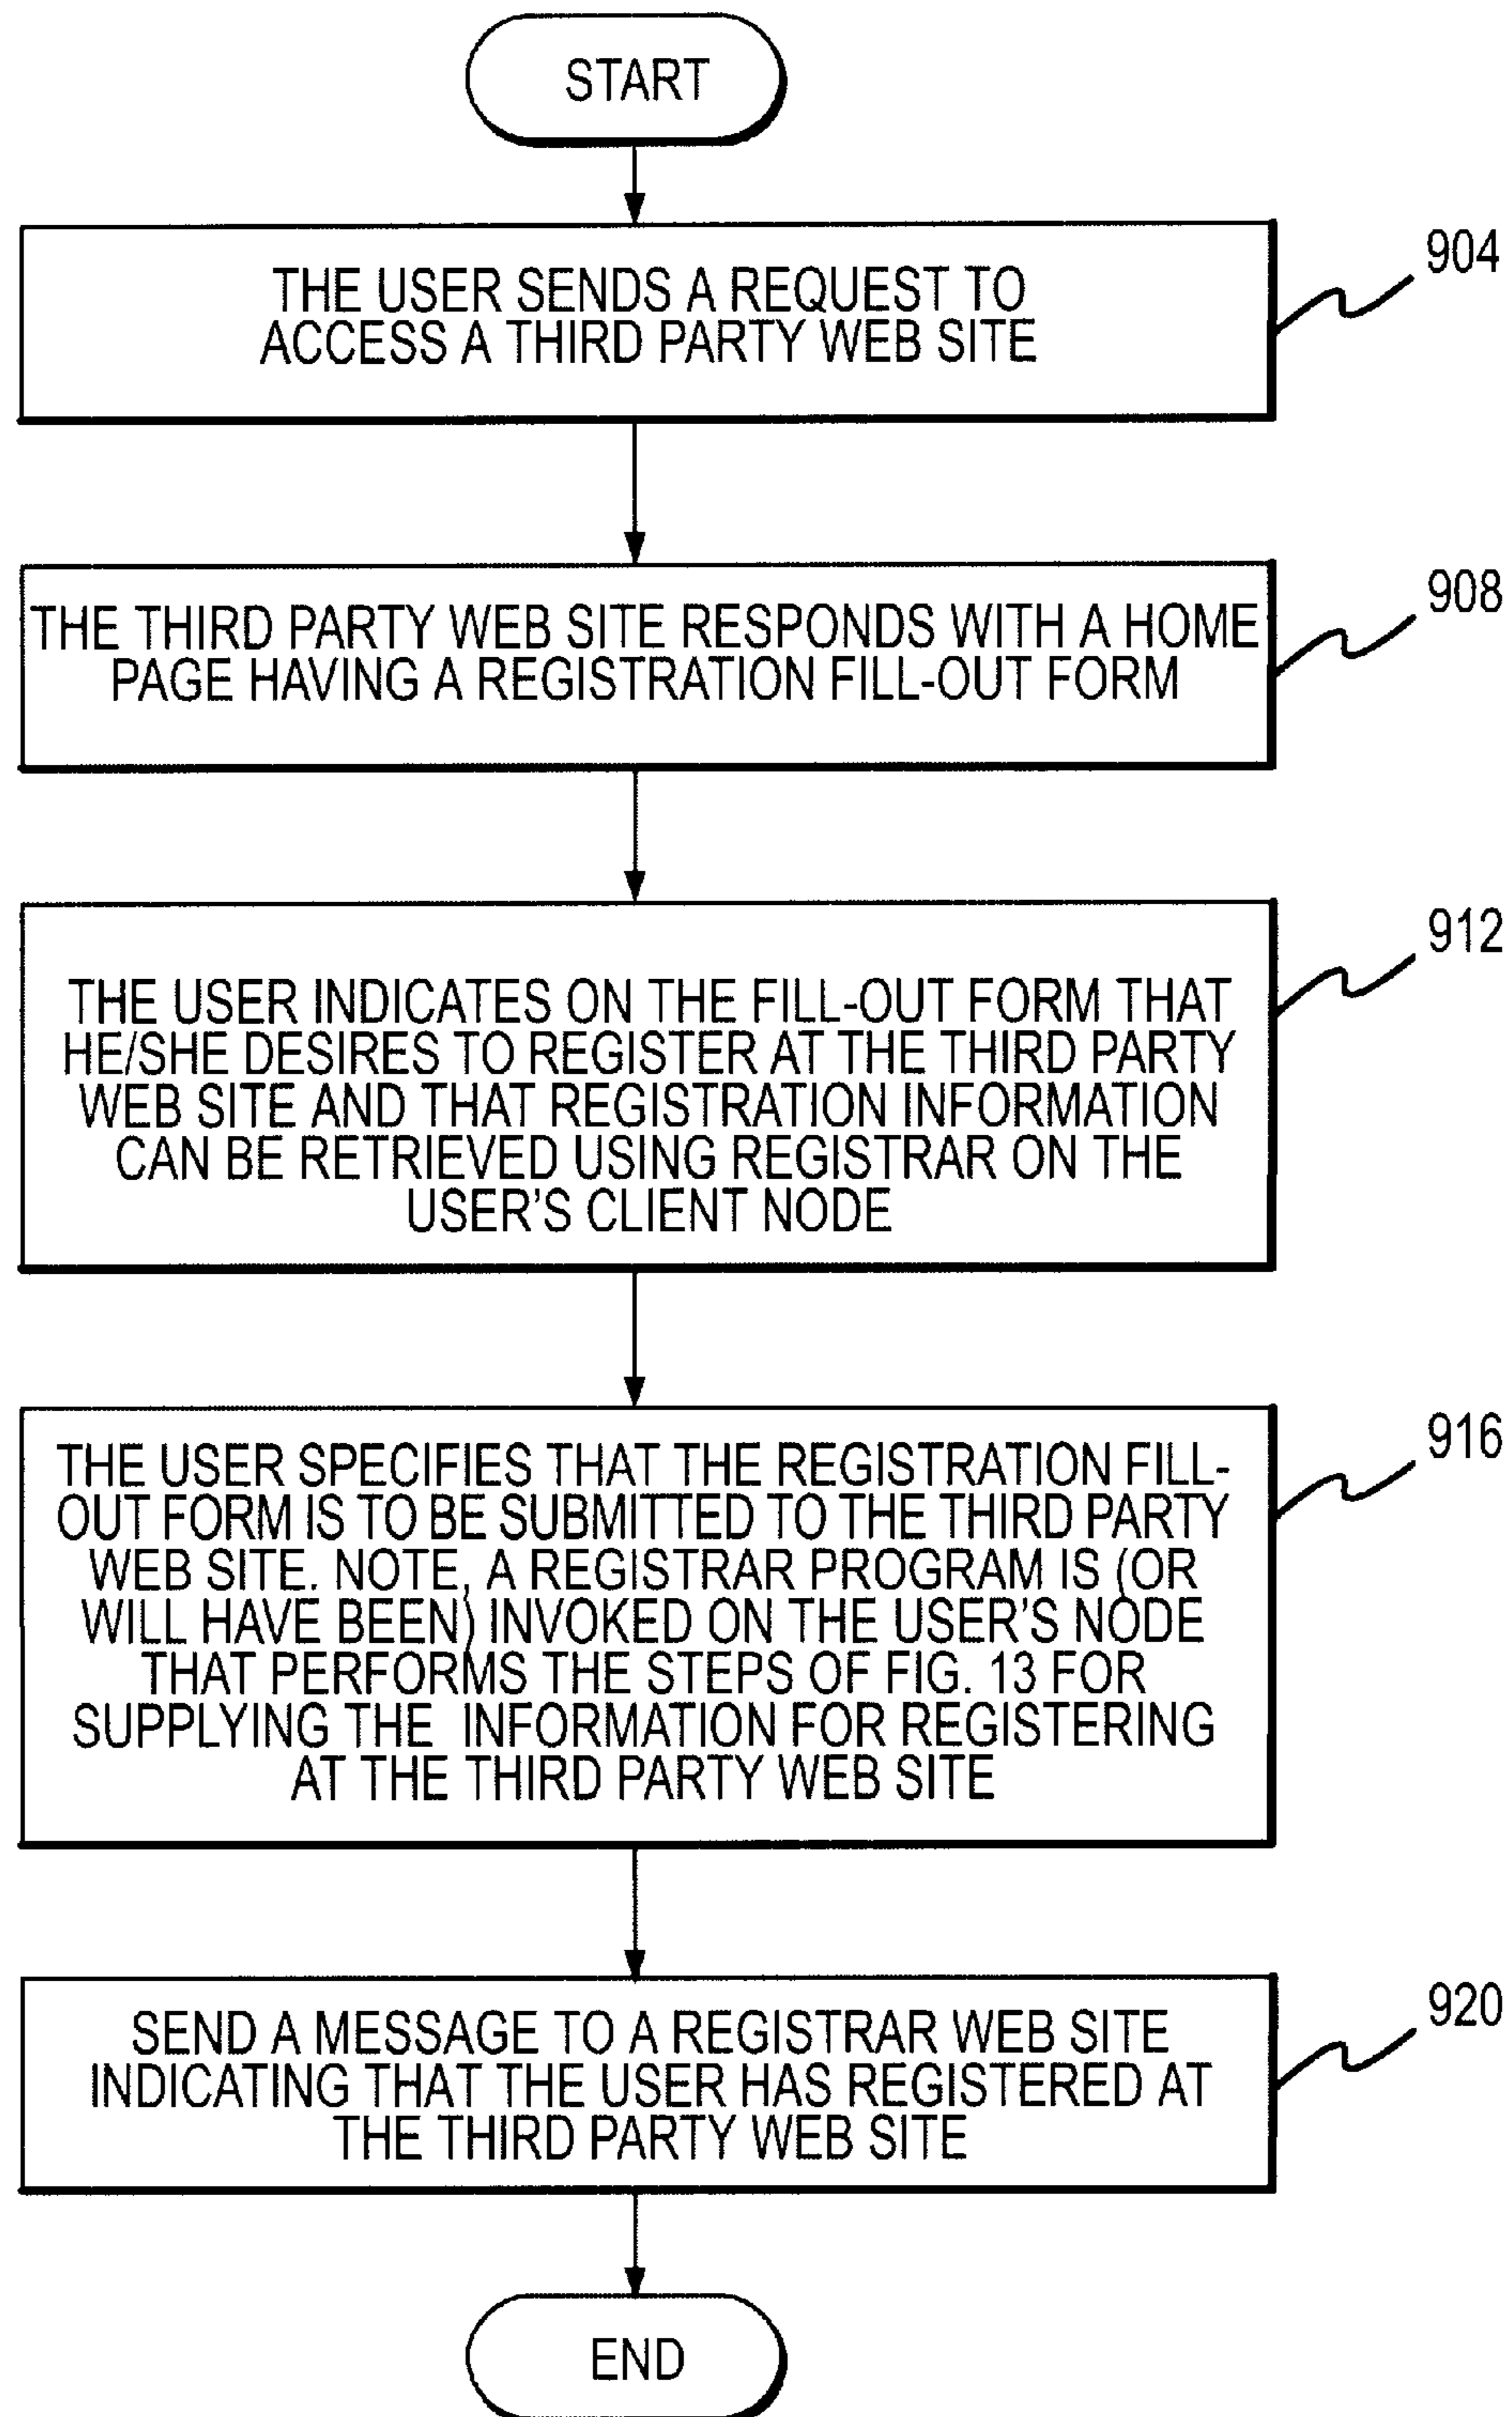 START
904
THE USER SENDS A REQUEST TO
ACCESS A THIRD PARTY WEB SITE
908
THE THIRD PARTY WEB SITE RESPONDS WITH A HOME
PAGE HAVING A REGISTRATION FILL-OUT FORM
912
THE USER INDICATES ON THE FILL-OUT FORM THAT
HE/SHE DESIRES TO REGISTER AT THE THIRD PARTY
WEB SITE AND THAT REGISTRATION INFORMATION
CAN BE RETRIEVED USING REGISTRAR ON THE
USER'S CLIENT NODE
916
THE USER SPECIFIES THAT THE REGISTRATION FILL-
OUT FORM IS TO BE SUBMITTED TO THE THIRD PARTY
WEB SITE. NOTE, A REGISTRAR PROGRAM IS (OR
WILL HAVE BEEN) INVOKED ON THE USER'S NODE
THAT PERFORMS THE STEPS OF FIG. 13 FOR
SUPPLYING THE INFORMATION FOR REGISTERING
AT THE THIRD PARTY WEB SITE
920
SEND A MESSAGE TO A REGISTRAR WEB SITE
INDICATING THAT THE USER HAS REGISTERED AT
THE THIRD PARTY WEB SITE
END